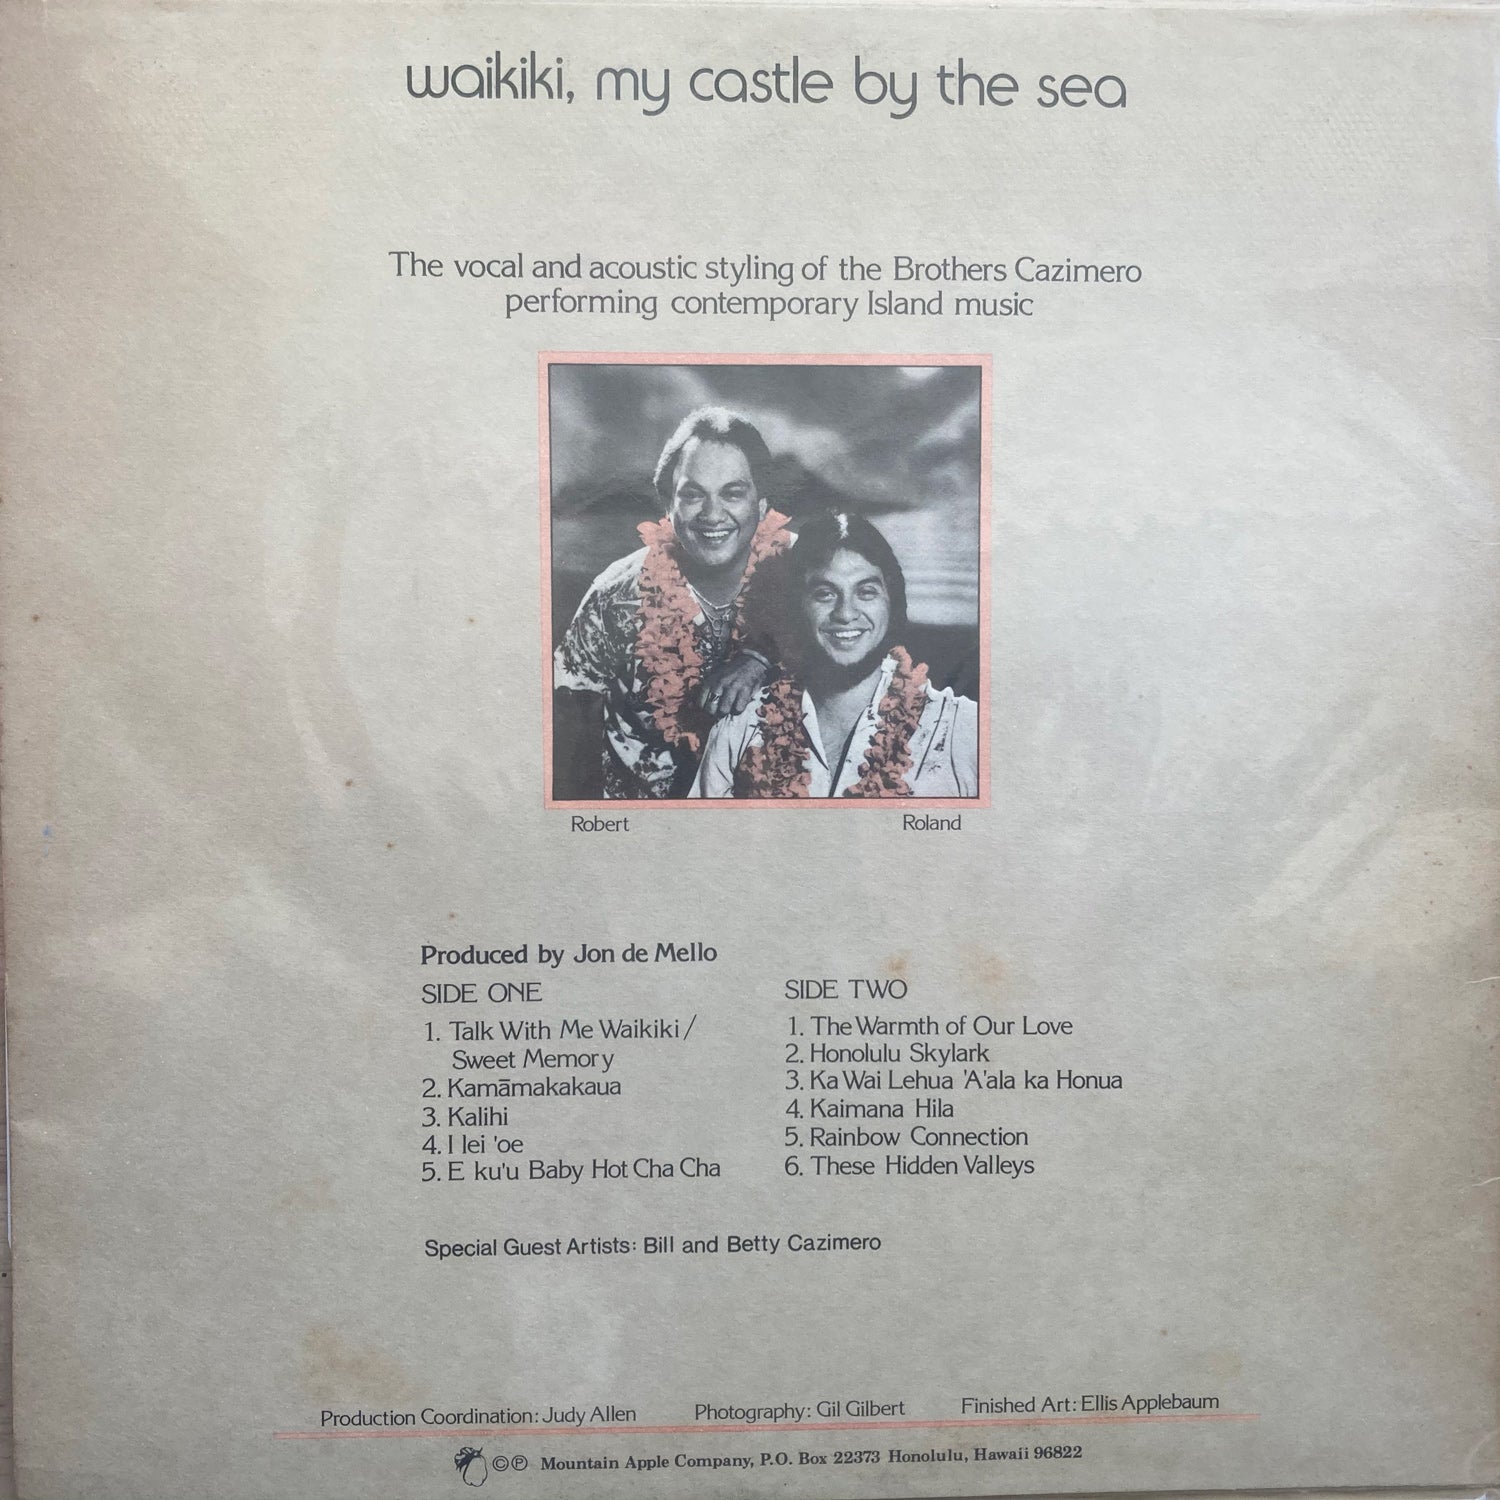 waikiki, my castle by the sea
The vocal and acoustic styling of the Brothers Cazimero
performing contemporary Island music
Robert
Roland
Produced by Jon de Mello
SIDE ONE
1. Talk With Me Waikiki/
Sweet Memory
2. Kamāmakakaua
3. Kalihi
4. I lei 'oe
5. E ku'u Baby Hot Cha Cha
SIDE TWO
1. The Warmth of Our Love
2. Honolulu Skylark
3. Ka Wai Lehua 'A'ala ka Honua
4. Kaimana Hila
5. Rainbow Connection
6. These Hidden Valleys
Special Guest Artists: Bill and Betty Cazimero
Production Coordination: Judy Allen Photography: Gil Gilbert Finished Art: Ellis Applebaum
©℗ Mountain Apple Company, P.O. Box 22373 Honolulu, Hawaii 96822